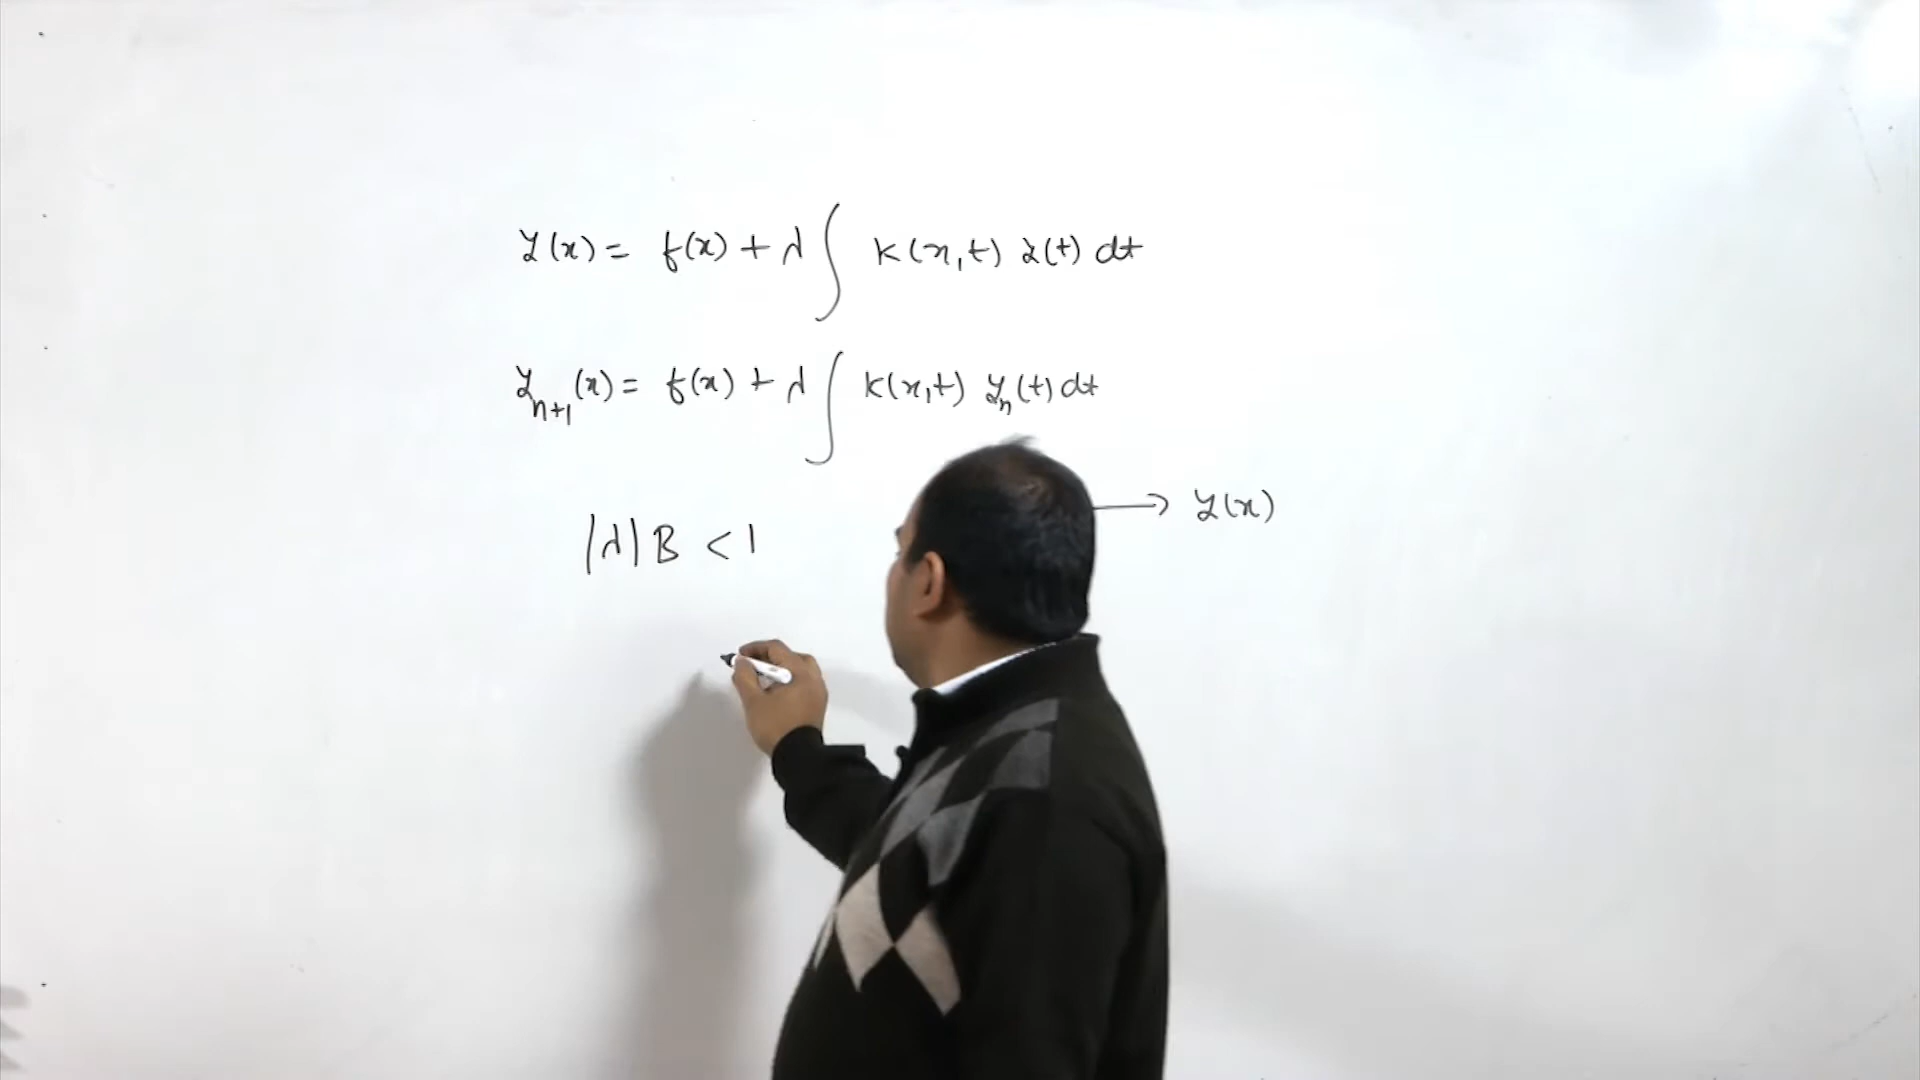 y(x) = f(x) + λ ∫ K(x,t) y(t) dt
y_{n+1}(x) = f(x) + λ ∫ K(x,t) y_n(t) dt
→ y(x)
|λ| B < 1